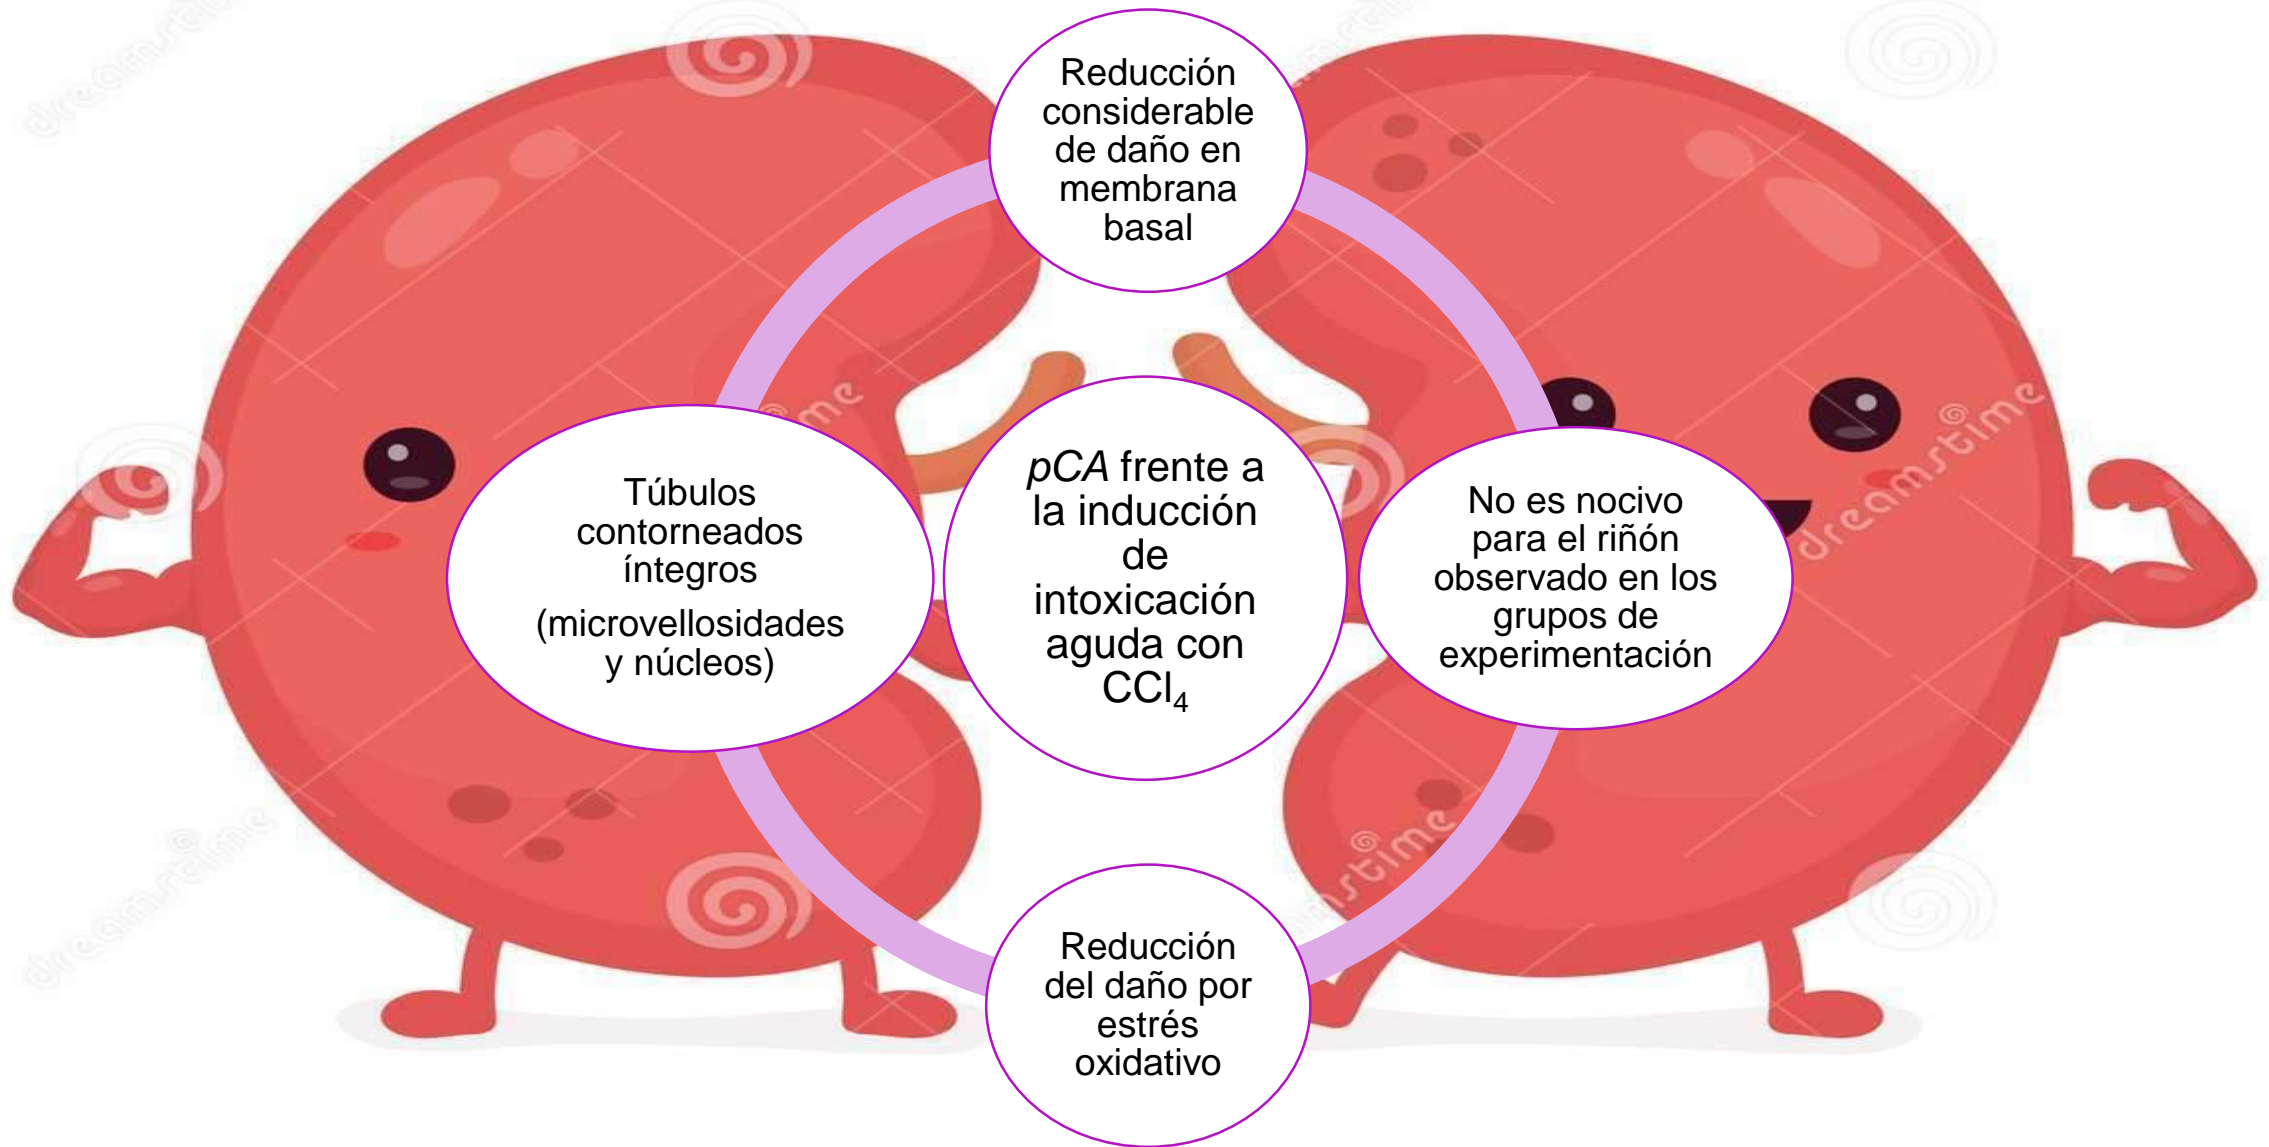 Reducción
considerable
de daño en
membrana
basal
Túbulos
contorneados
íntegros
(microvellosidades
y núcleos)
pCA frente a
la inducción
de
intoxicación
aguda con
CCl₄
No es nocivo
para el riñón
observado en los
grupos de
experimentación
Reducción
del daño por
estrés
oxidativo
dreamstime
dreamstime